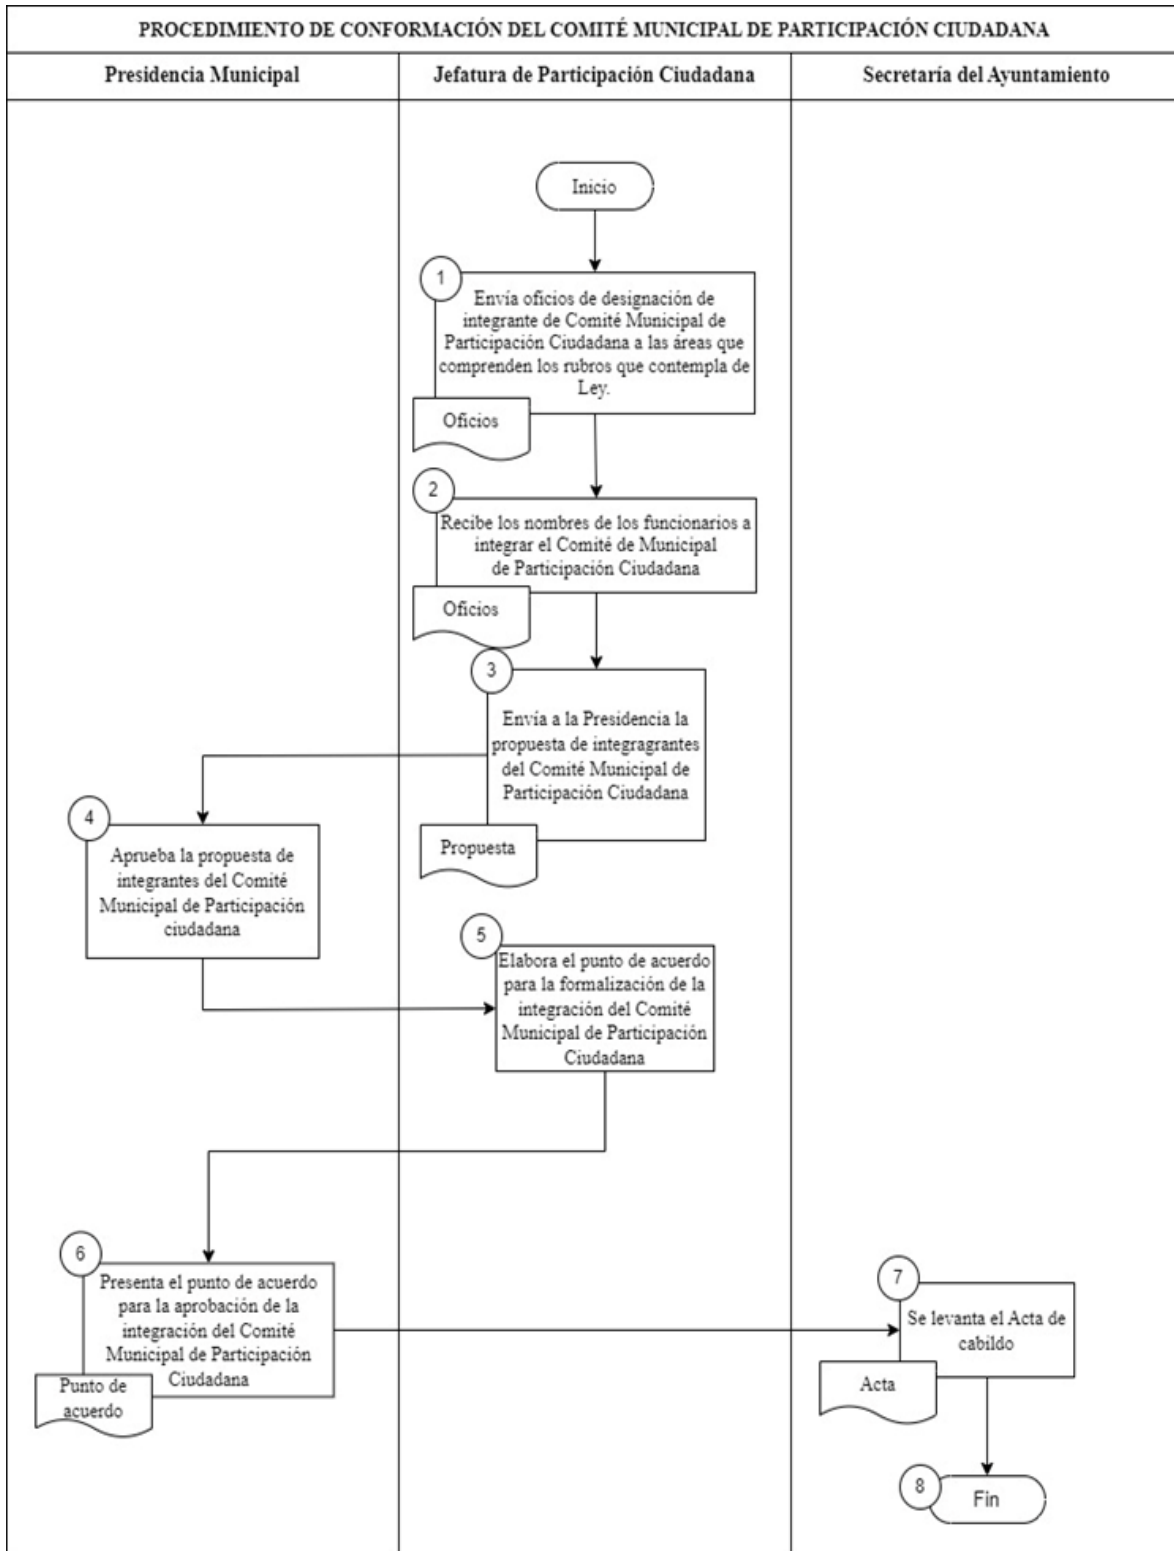 PROCEDIMIENTO DE CONFORMACIÓN DEL COMITÉ MUNICIPAL DE PARTICIPACIÓN CIUDADANA
Presidencia Municipal
Jefatura de Participación Ciudadana
Secretaría del Ayuntamiento
Inicio
1
Envía oficios de designación de
integrante de Comité Municipal de
Participación Ciudadana a las áreas que
comprenden los rubros que contempla de
Ley.
Oficios
2
Recibe los nombres de los funcionarios a
integrar el Comité de Municipal
de Participación Ciudadana
Oficios
3
Envía a la Presidencia la
propuesta de integragrantes
del Comité Municipal de
Participación Ciudadana
Propuesta
4
Aprueba la propuesta de
integrantes del Comité
Municipal de Participación
ciudadana
5
Elabora el punto de acuerdo
para la formalización de la
integración del Comité
Municipal de Participación
Ciudadana
6
Presenta el punto de acuerdo
para la aprobación de la
integración del Comité
Municipal de Participación
Ciudadana
Punto de
acuerdo
7
Se levanta el Acta de
cabildo
Acta
8
Fin